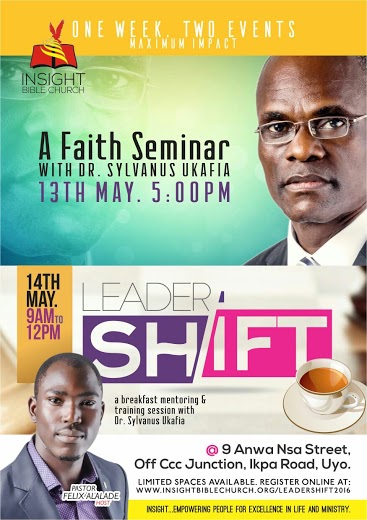 ONE WEEK, TWO EVENTS
MAXIMUM IMPACT
INSIGHT
BIBLE CHURCH
A Faith Seminar
WITH DR. SYLVANUS UKAFIA
13TH MAY. 5:00PM
14TH
MAY.
9AM TO
12PM
LEADER
SHIFT
a breakfast mentoring &
training session with
Dr. Sylvanus Ukafia
PASTOR
FELIX/ALALADE
HOST
@ 9 Anwa Nsa Street,
Off Ccc Junction, Ikpa Road, Uyo.
LIMITED SPACES AVAILABLE, REGISTER ONLINE AT:
WWW.INSIGHTBIBLECHURCH.ORG/LEADERSHIFT2016
INSIGHT...EMPOWERING PEOPLE FOR EXCELLENCE IN LIFE AND MINISTRY.